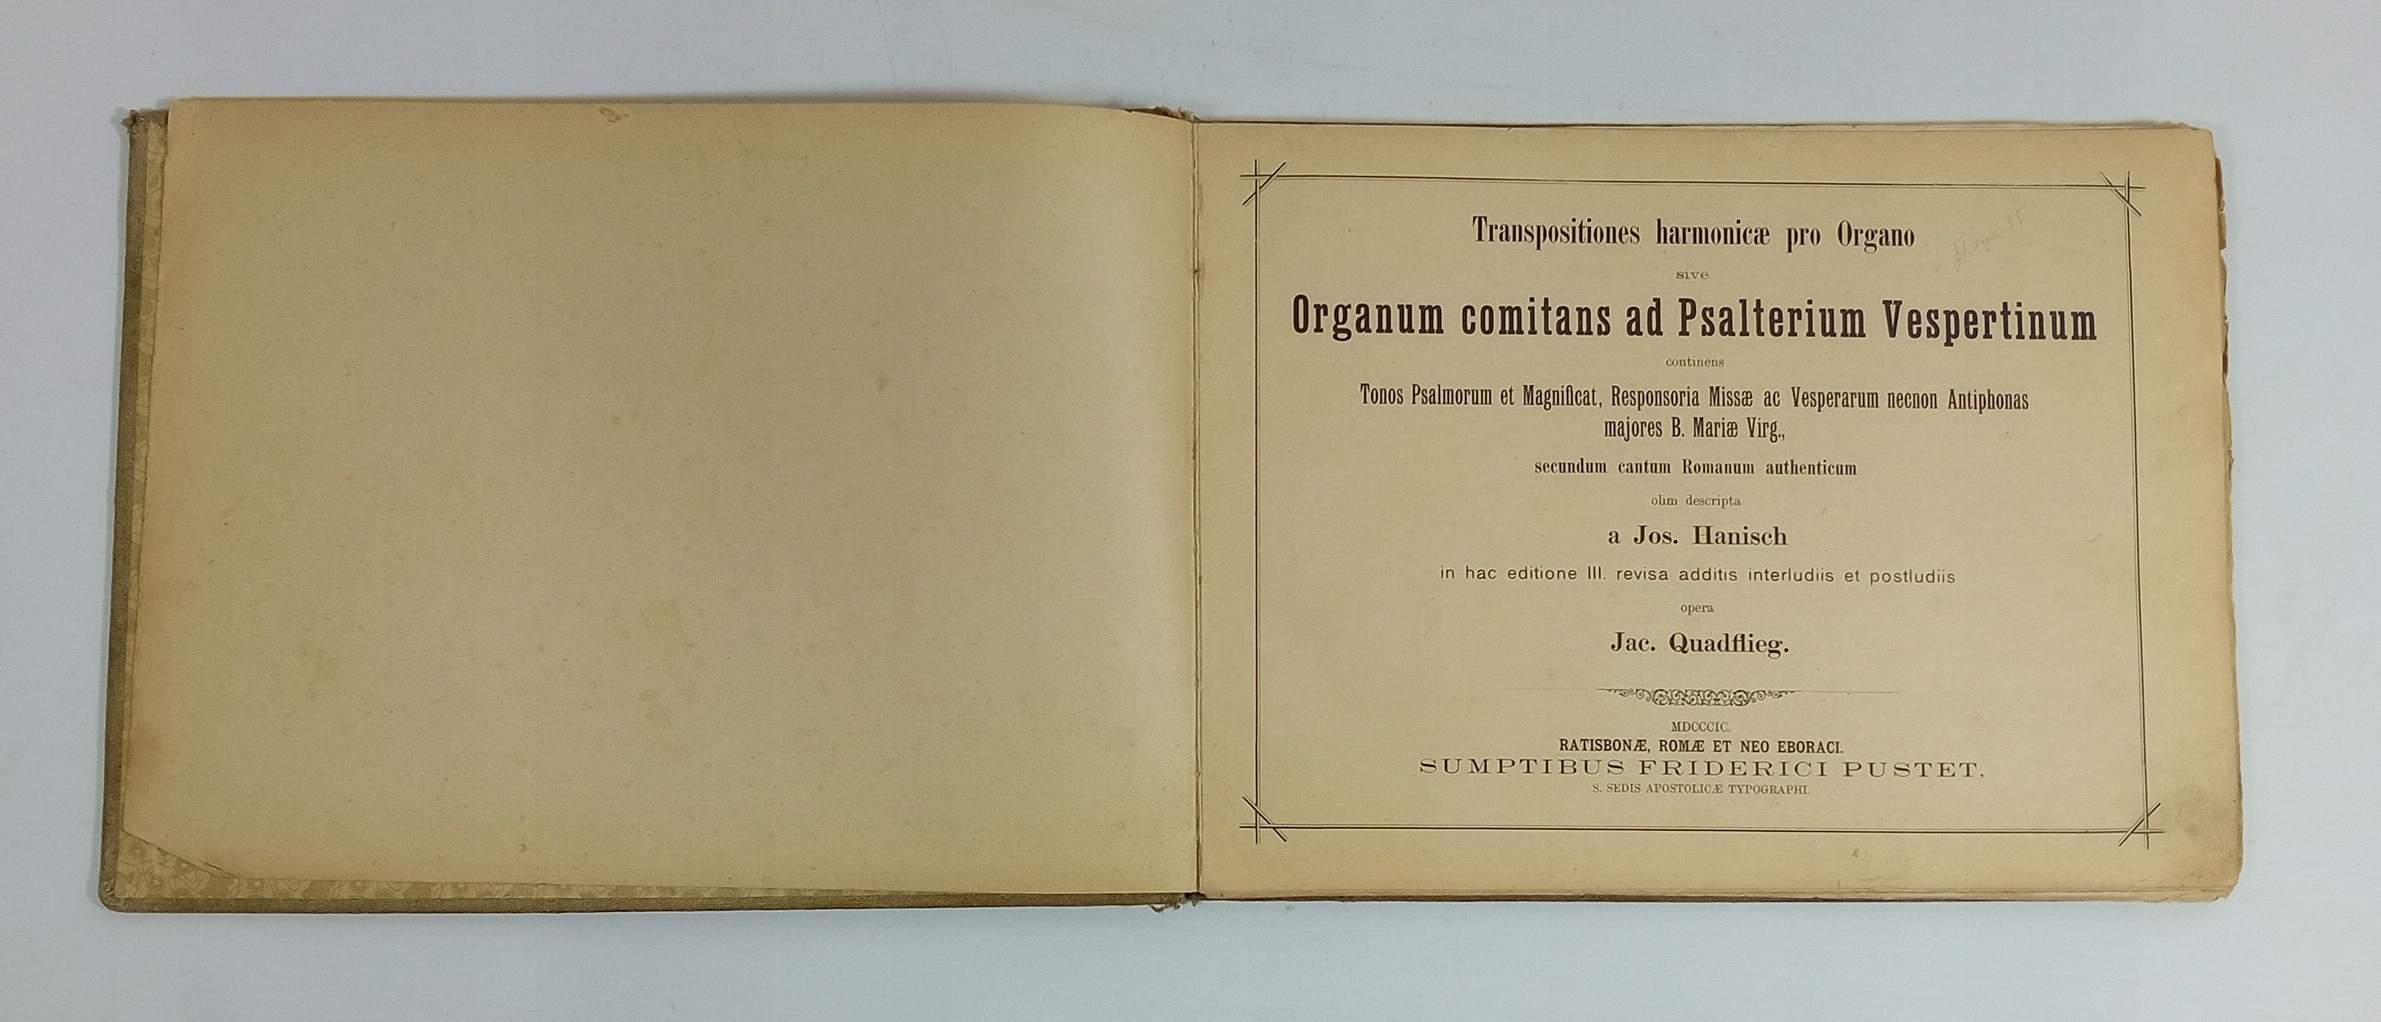 Transpositiones harmonicæ pro Organo
sive
Organum comitans ad Psalterium Vespertinum
continens
Tonos Psalmorum et Magnificat, Responsoria Missæ ac Vesperarum necnon Antiphonas
majores B. Mariæ Virg.,
secundum cantum Romanum authenticum
olim descripta
a Jos. Hanisch
in hac editione III. revisa additis interludiis et postludiis
opera
Jac. Quadflieg.
MDCCCIC.
RATISBONÆ, ROMÆ ET NEO EBORACI.
SUMPTIBUS FRIDERICI PUSTET,
S. SEDIS APOSTOLICÆ TYPOGRAPHI.